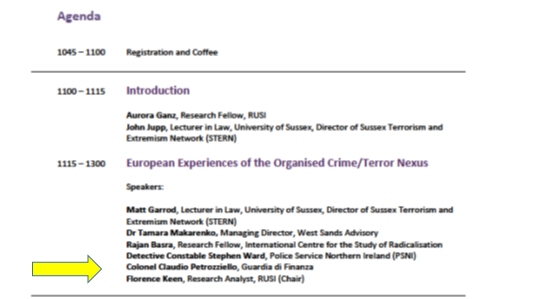 Agenda
1045 – 1100 Registration and Coffee
1100 – 1115 Introduction
Aurora Ganz, Research Fellow, RUSI
John Jupp, Lecturer in Law, University of Sussex, Director of Sussex Terrorism and
Extremism Network (STERN)
1115 – 1300 European Experiences of the Organised Crime/Terror Nexus
Speakers:
Matt Garrod, Lecturer in Law, University of Sussex, Director of Sussex Terrorism and
Extremism Network (STERN)
Dr Tamara Makarenko, Managing Director, West Sands Advisory
Rajan Basra, Research Fellow, International Centre for the Study of Radicalisation
Detective Constable Stephen Ward, Police Service Northern Ireland (PSNI)
Colonel Claudio Petrozziello, Guardia di Finanza
Florence Keen, Research Analyst, RUSI (Chair)